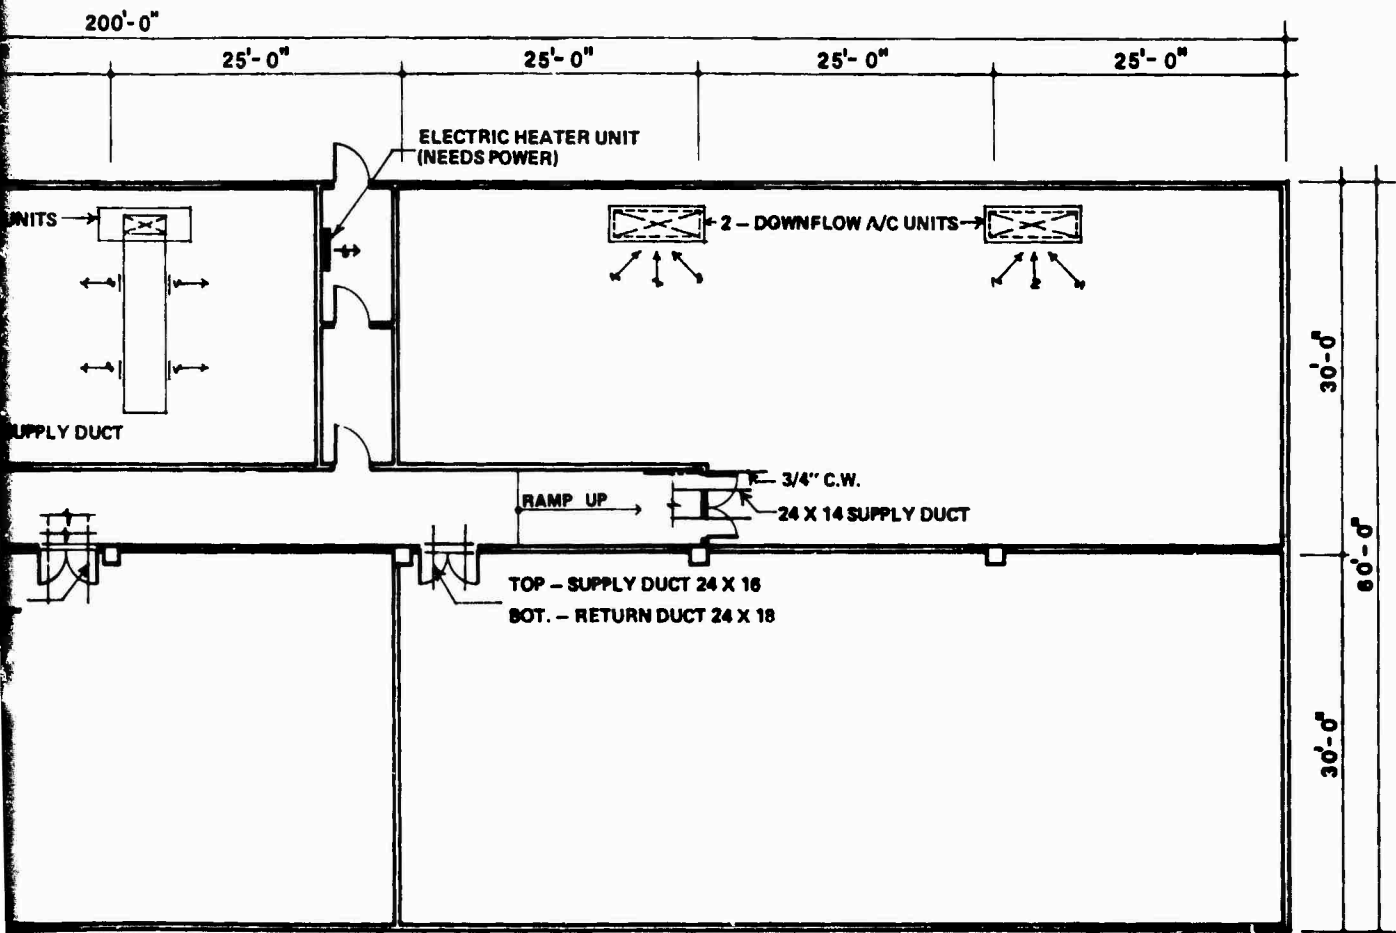 200'-0"
25'-0" 25'-0" 25'-0" 25'-0"
ELECTRIC HEATER UNIT
(NEEDS POWER)
UNITS
2 – DOWNFLOW A/C UNITS
30'-0"
SUPPLY DUCT
3/4" C.W.
RAMP UP
24 X 14 SUPPLY DUCT
60'-0"
TOP – SUPPLY DUCT 24 X 16
BOT. – RETURN DUCT 24 X 18
30'-0"